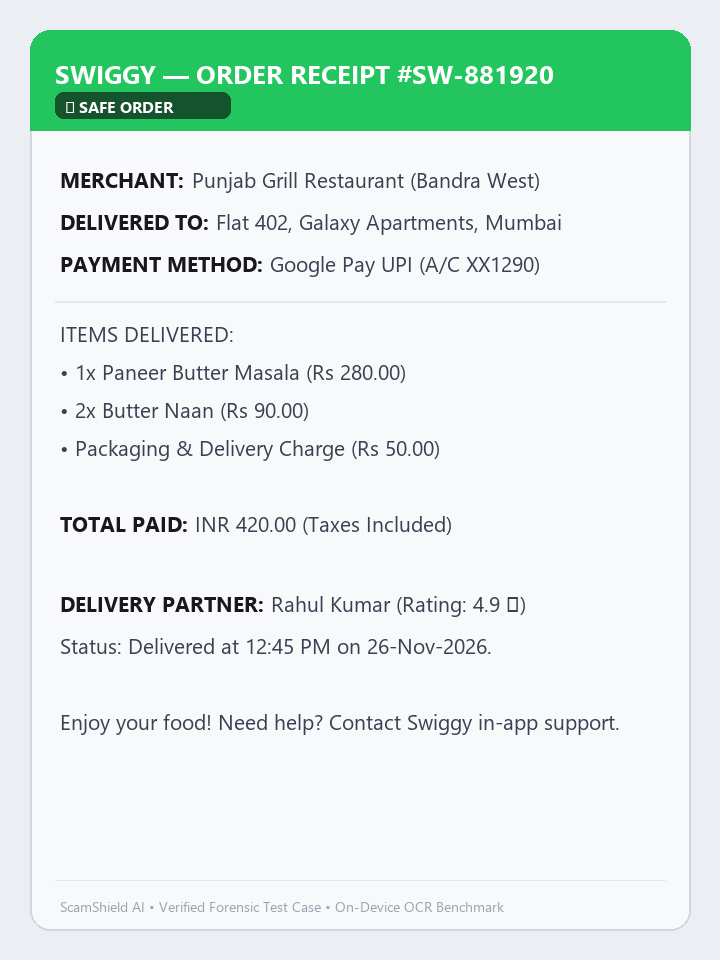 SWIGGY — ORDER RECEIPT #SW-881920
SAFE ORDER
MERCHANT: Punjab Grill Restaurant (Bandra West)
DELIVERED TO: Flat 402, Galaxy Apartments, Mumbai
PAYMENT METHOD: Google Pay UPI (A/C XX1290)
ITEMS DELIVERED:
• 1x Paneer Butter Masala (Rs 280.00)
• 2x Butter Naan (Rs 90.00)
• Packaging & Delivery Charge (Rs 50.00)
TOTAL PAID: INR 420.00 (Taxes Included)
DELIVERY PARTNER: Rahul Kumar (Rating: 4.9 ▯)
Status: Delivered at 12:45 PM on 26-Nov-2026.
Enjoy your food! Need help? Contact Swiggy in-app support.
ScamShield AI • Verified Forensic Test Case • On-Device OCR Benchmark